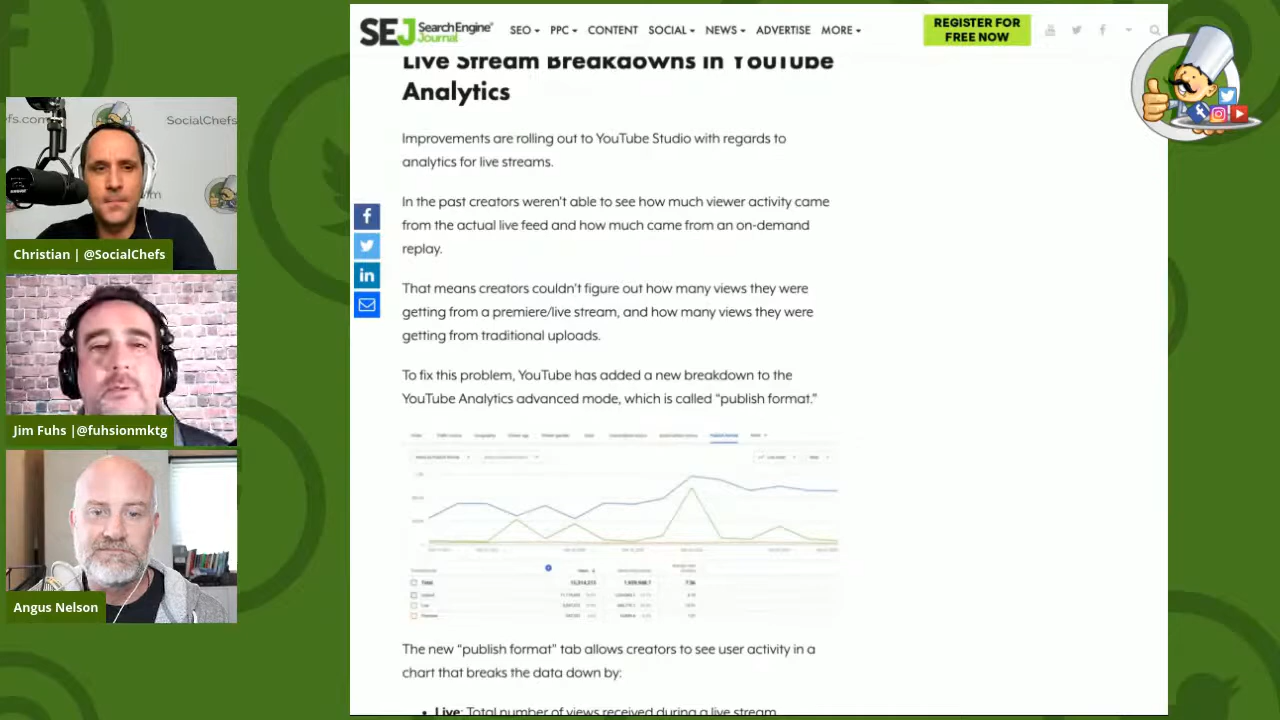 SEJ Search Engine Journal
SEO PPC CONTENT SOCIAL NEWS ADVERTISE MORE
REGISTER FOR
FREE NOW
Live Stream Breakdowns in YouTube
Analytics
Improvements are rolling out to YouTube Studio with regards to
analytics for live streams.
In the past creators weren't able to see how much viewer activity came
from the actual live feed and how much came from an on-demand
replay.
That means creators couldn't figure out how many views they were
getting from a premiere/live stream, and how many views they were
getting from traditional uploads.
To fix this problem, YouTube has added a new breakdown to the
YouTube Analytics advanced mode, which is called “publish format.”
Total
The new “publish format” tab allows creators to see user activity in a
chart that breaks the data down by:
• Live: Total number of views received during a live stream
SocialChefs
Christian | @SocialChefs
Jim Fuhs |@fuhsionmktg
Angus Nelson